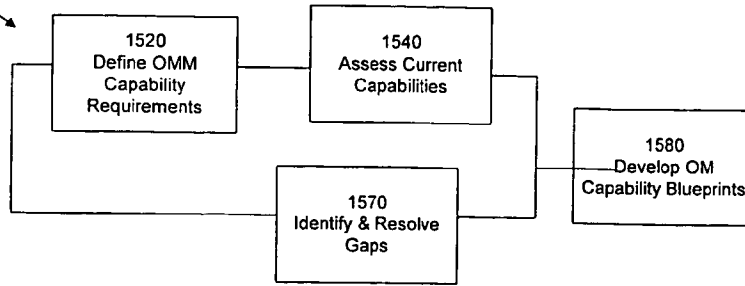 1520
Define OMM
Capability
Requirements
1540
Assess Current
Capabilities
1580
Develop OM
Capability Blueprints
1570
Identify & Resolve
Gaps